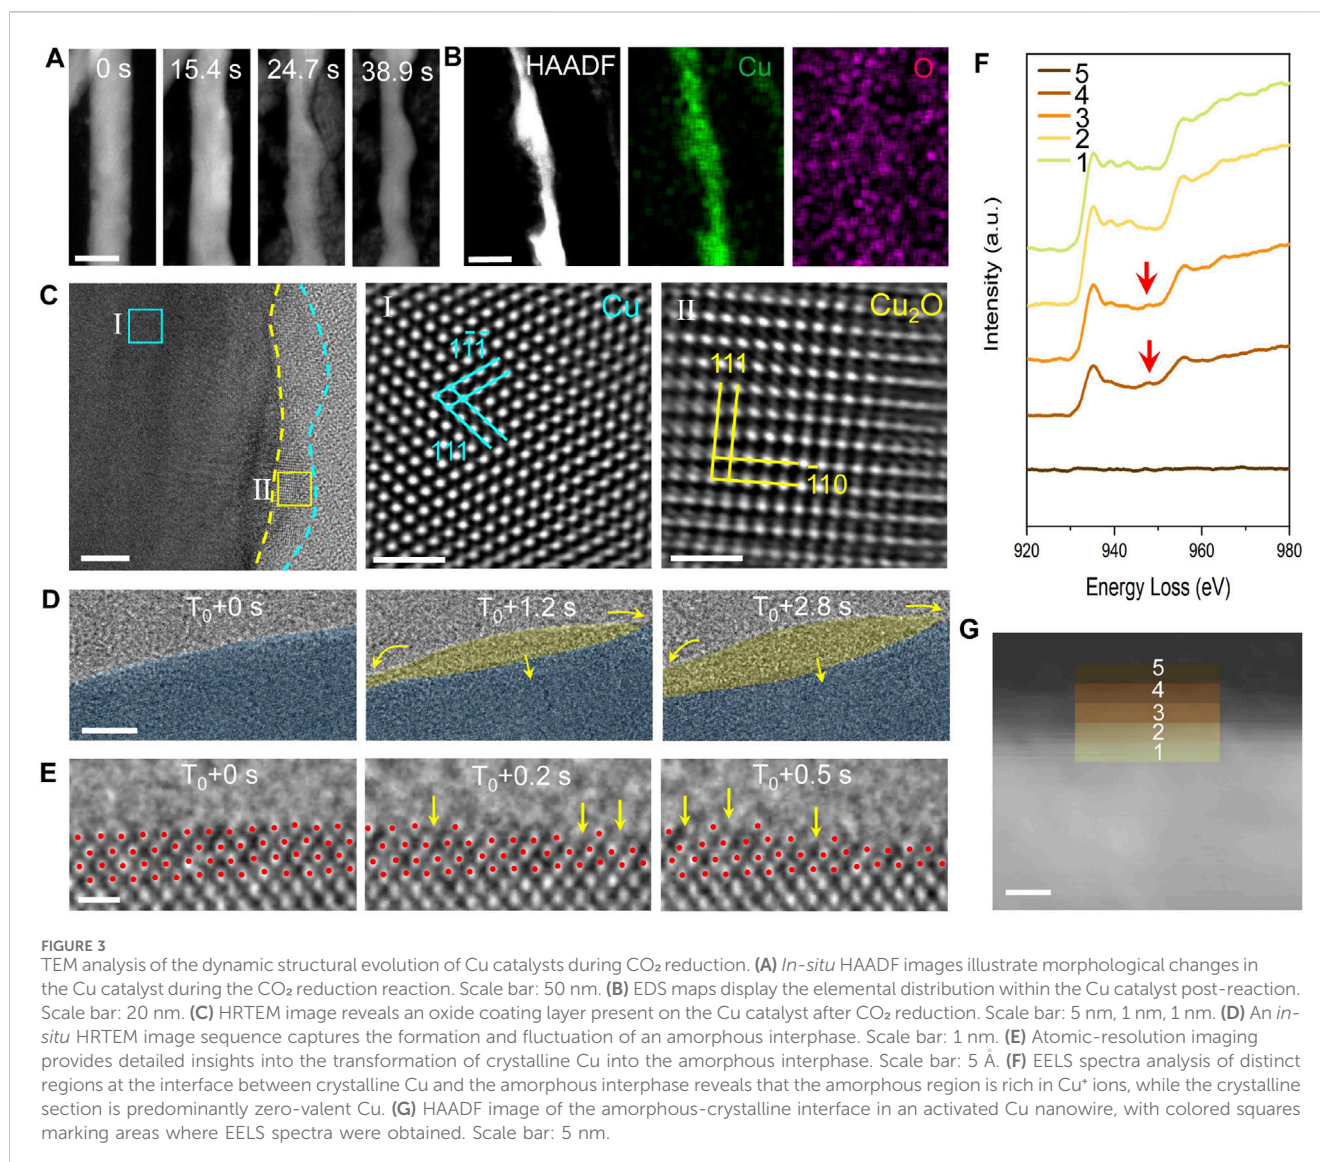 A
0 s
15.4 s
24.7 s
38.9 s
B
HAADF
Cu
O
C
I
II
I
Cu
11̄1̄
111
II
Cu₂O
111
1̄10
D
T₀+0 s
T₀+1.2 s
T₀+2.8 s
E
T₀+0 s
T₀+0.2 s
T₀+0.5 s
F
5
4
3
2
1
Intensity (a.u.)
920 940 960 980
Energy Loss (eV)
G
5
4
3
2
1
FIGURE 3
TEM analysis of the dynamic structural evolution of Cu catalysts during CO₂ reduction. (A) In-situ HAADF images illustrate morphological changes in
the Cu catalyst during the CO₂ reduction reaction. Scale bar: 50 nm. (B) EDS maps display the elemental distribution within the Cu catalyst post-reaction.
Scale bar: 20 nm. (C) HRTEM image reveals an oxide coating layer present on the Cu catalyst after CO₂ reduction. Scale bar: 5 nm, 1 nm, 1 nm. (D) An in-
situ HRTEM image sequence captures the formation and fluctuation of an amorphous interphase. Scale bar: 1 nm. (E) Atomic-resolution imaging
provides detailed insights into the transformation of crystalline Cu into the amorphous interphase. Scale bar: 5 Å. (F) EELS spectra analysis of distinct
regions at the interface between crystalline Cu and the amorphous interphase reveals that the amorphous region is rich in Cu⁺ ions, while the crystalline
section is predominantly zero-valent Cu. (G) HAADF image of the amorphous-crystalline interface in an activated Cu nanowire, with colored squares
marking areas where EELS spectra were obtained. Scale bar: 5 nm.